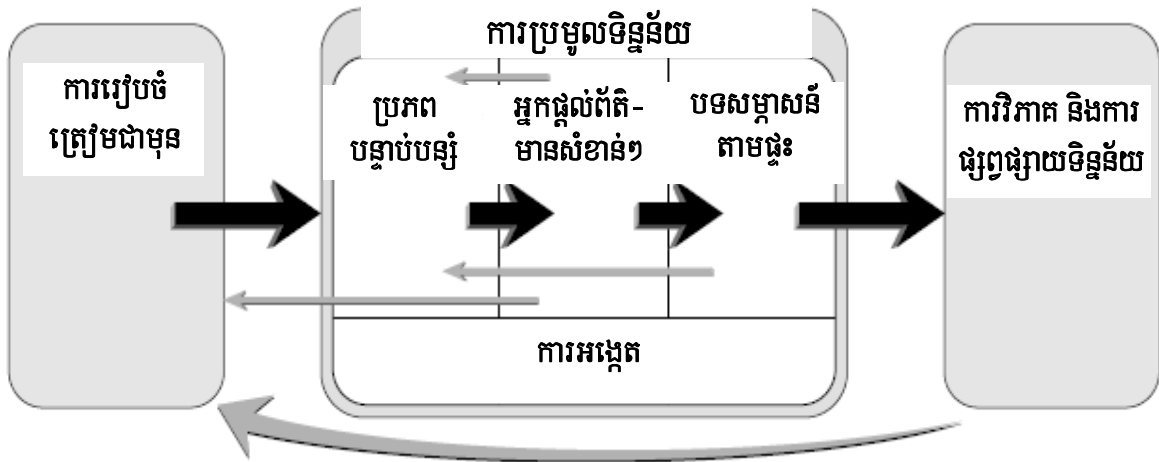 ការរៀបចំ
ត្រៀមជាមុន
ការប្រមូលទិន្នន័យ
ប្រភព
បន្ទាប់បន្សំ
អ្នកផ្តល់ព័ត៌-
មានសំខាន់ៗ
បទសម្ភាសន៍
តាមផ្ទះ
ការអង្កេត
ការវិភាគ និងការ
ផ្សព្វផ្សាយទិន្នន័យ